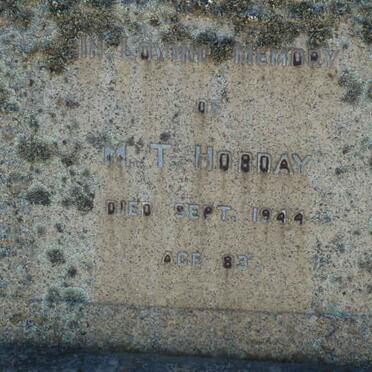 IN LOVING MEMORY
OF
M. T. HOBDAY
DIED SEPT. 1944
AGE 83.